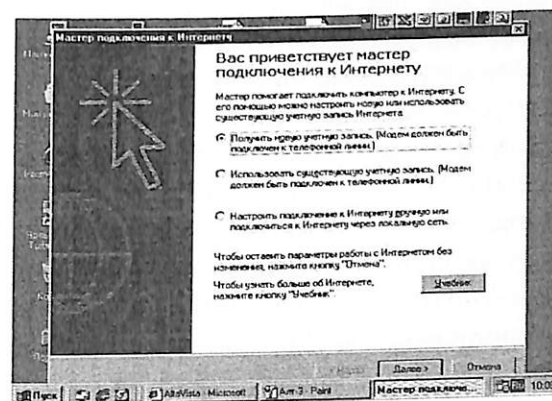 Мастер подключения к Интернету
Вас приветствует мастер
подключения к Интернету
Мастер помогает подключить компьютер к Интернету. С
его помощью можно настроить новую или использовать
существующую учетную запись Интернета.
Получить новую учетную запись. (Модем должен быть
подключен к телефонной линии.)
Использовать существующую учетную запись. (Модем
должен быть подключен к телефонной линии.)
Настроить подключение к Интернету вручную или
подключиться к Интернету через локальную сеть.
Чтобы оставить параметры работы с Интернетом без
изменения, нажмите кнопку "Отмена".
Чтобы узнать больше об Интернете,
нажмите кнопку "Учебник".
Учебник
< Назад
Далее >
Отмена
Пуск
AltaVista - Microsoft
Paint
Мастер подключе...